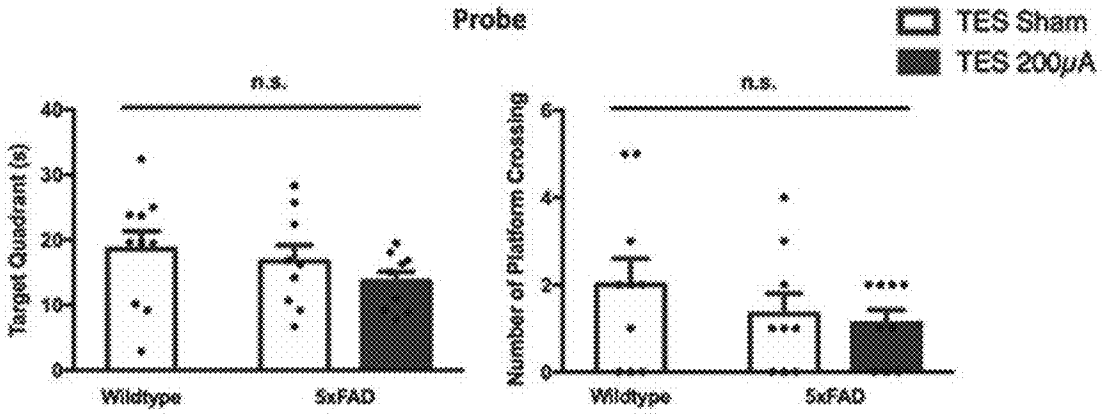 Probe
TES Sham
TES 200µA
n.s.
n.s.
Target Quadrant (s)
40
30
20
10
0
Wildtype
5xFAD
Number of Platform Crossing
6
4
2
0
Wildtype
5xFAD